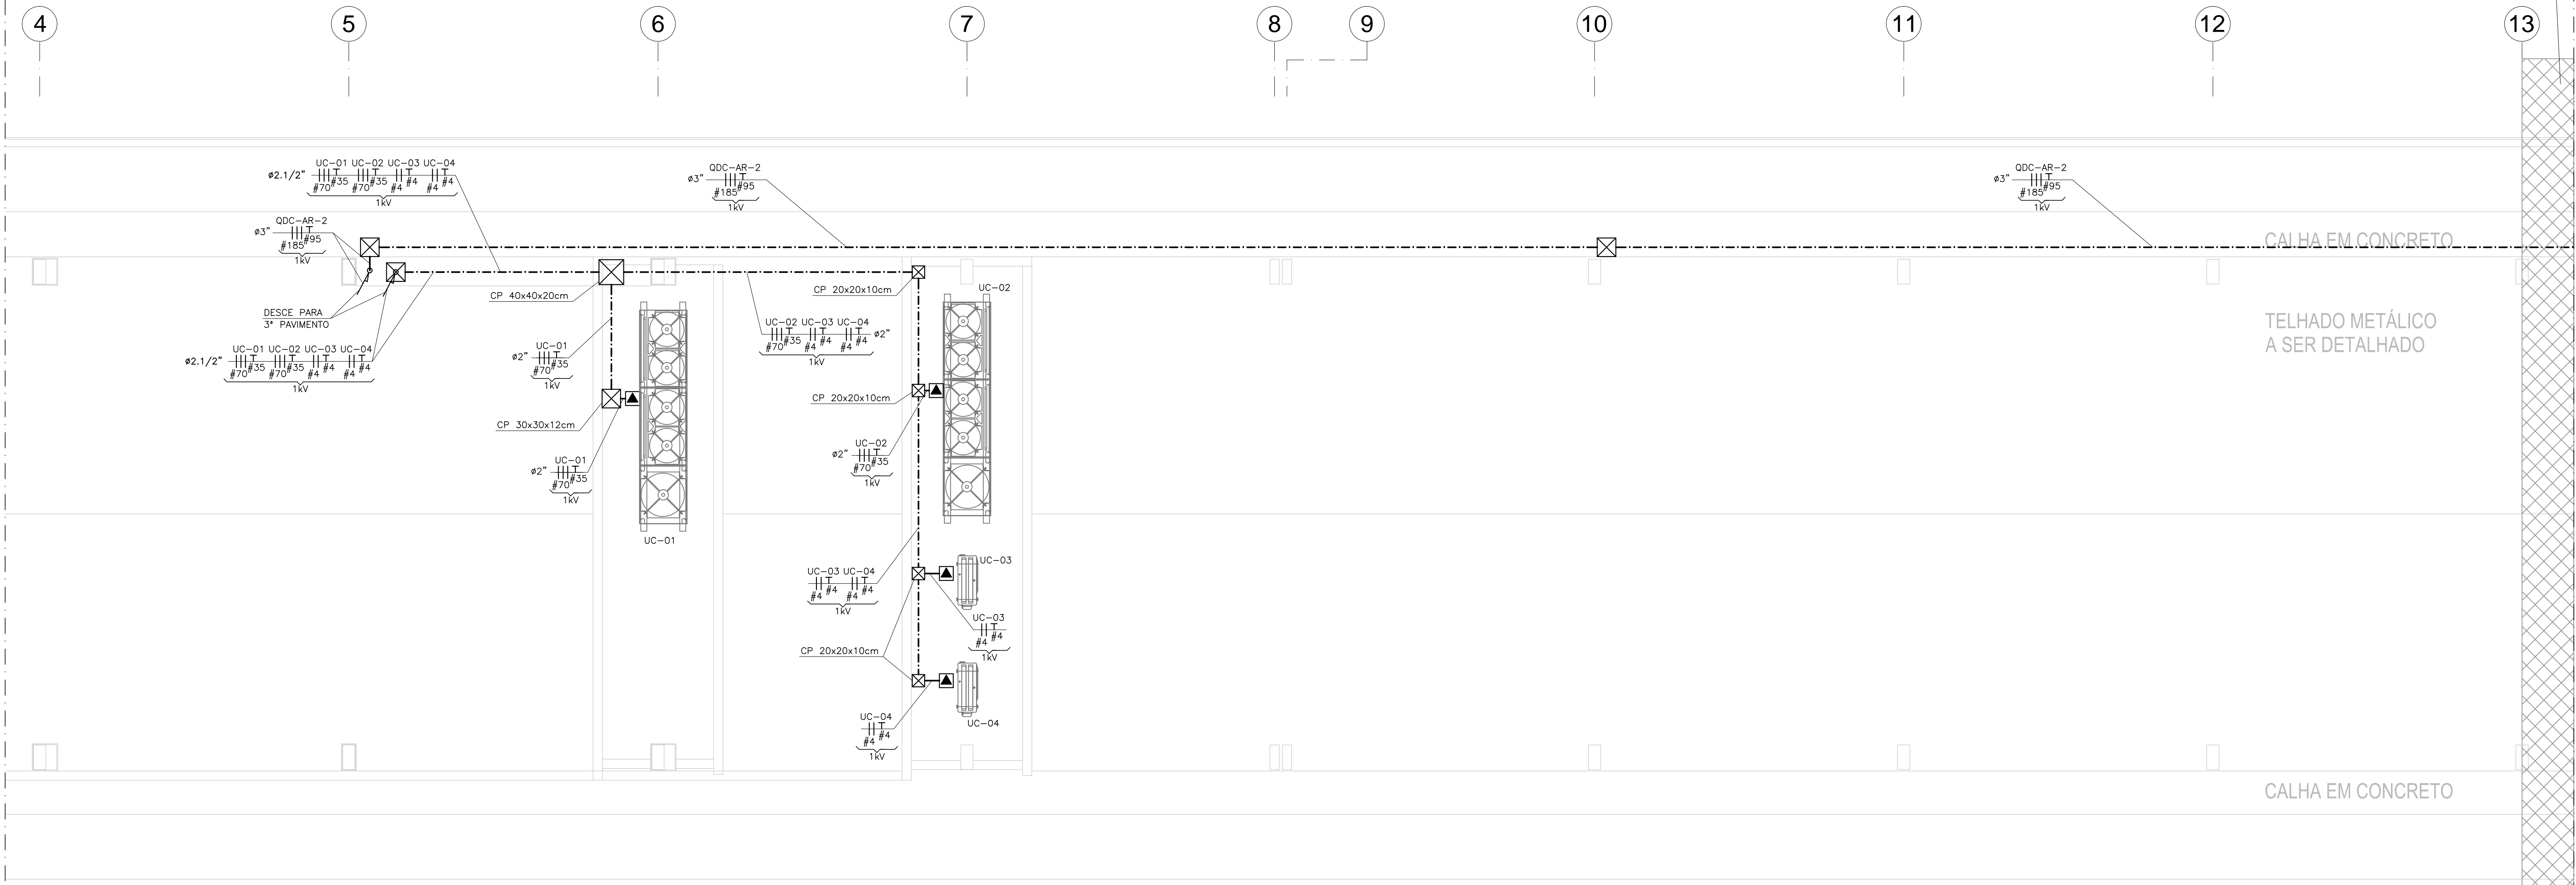 4 5 6 7 8 9 10 11 12 13
UC-01 UC-02 UC-03 UC-04
ø2.1/2"
#70 #35 #70 #35 #4 #4 #4 #4
1kV
QDC-AR-2
ø3"
#185 #95
1kV
QDC-AR-2
ø3"
#185 #95
1kV
QDC-AR-2
ø3"
#185 #95
1kV
CALHA EM CONCRETO
CP 40x40x20cm
CP 20x20x10cm
UC-02
DESCE PARA
3° PAVIMENTO
UC-02 UC-03 UC-04
ø2"
#70 #35 #4 #4 #4 #4
1kV
TELHADO METÁLICO
A SER DETALHADO
UC-01 UC-02 UC-03 UC-04
ø2.1/2"
#70 #35 #70 #35 #4 #4 #4 #4
1kV
UC-01
ø2"
#70 #35
1kV
CP 20x20x10cm
CP 30x30x12cm
UC-02
ø2"
#70 #35
1kV
UC-01
ø2"
#70 #35
1kV
UC-01
UC-03
UC-03 UC-04
#4 #4 #4 #4
1kV
UC-03
#4 #4
1kV
CP 20x20x10cm
UC-04
#4 #4
1kV
UC-04
CALHA EM CONCRETO